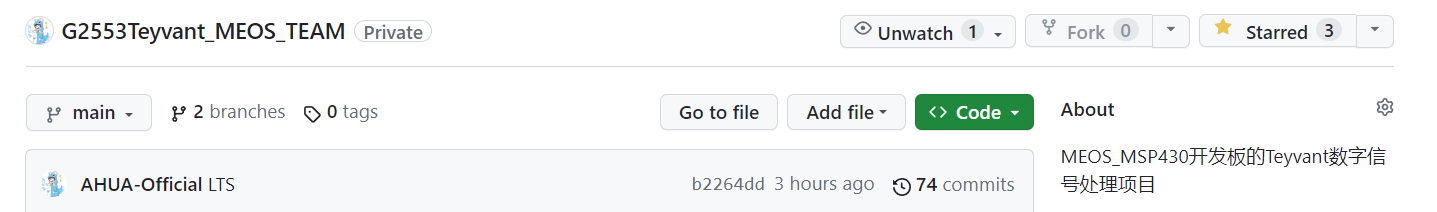 G2553Teyvant_MEOS_TEAM Private Unwatch 1 Fork 0 Starred 3
main 2 branches 0 tags Go to file Add file Code About
MEOS_MSP430开发板的Teyvant数字信
号处理项目
AHUA-Official LTS b2264dd 3 hours ago 74 commits